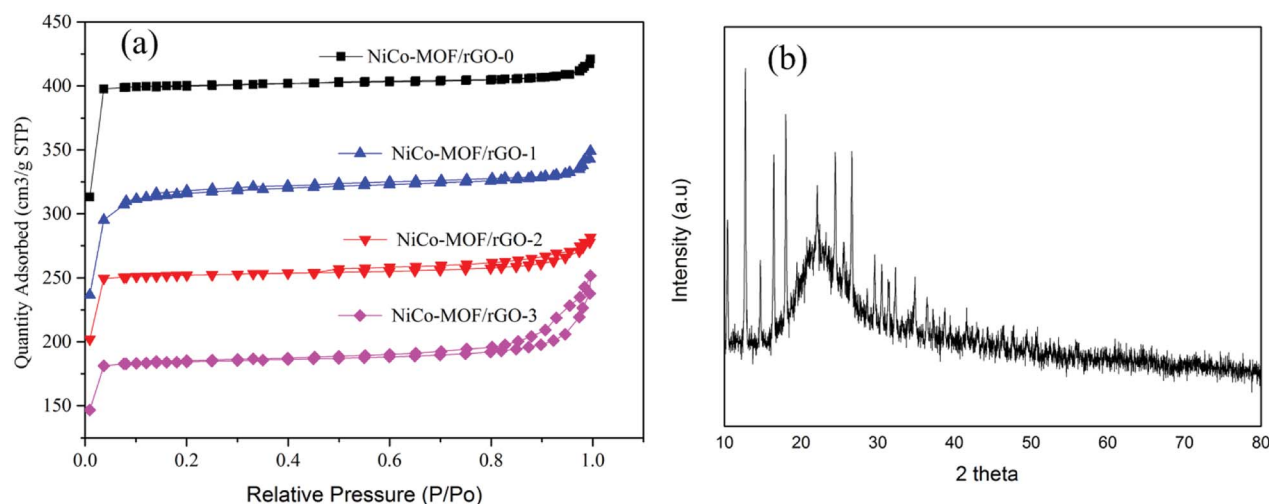 (a)
450
400
350
300
250
200
150
Quantity Adsorbed (cm3/g STP)
NiCo-MOF/rGO-0
NiCo-MOF/rGO-1
NiCo-MOF/rGO-2
NiCo-MOF/rGO-3
0.0 0.2 0.4 0.6 0.8 1.0
Relative Pressure (P/Po)
(b)
Intensity (a.u)
10 20 30 40 50 60 70 80
2 theta